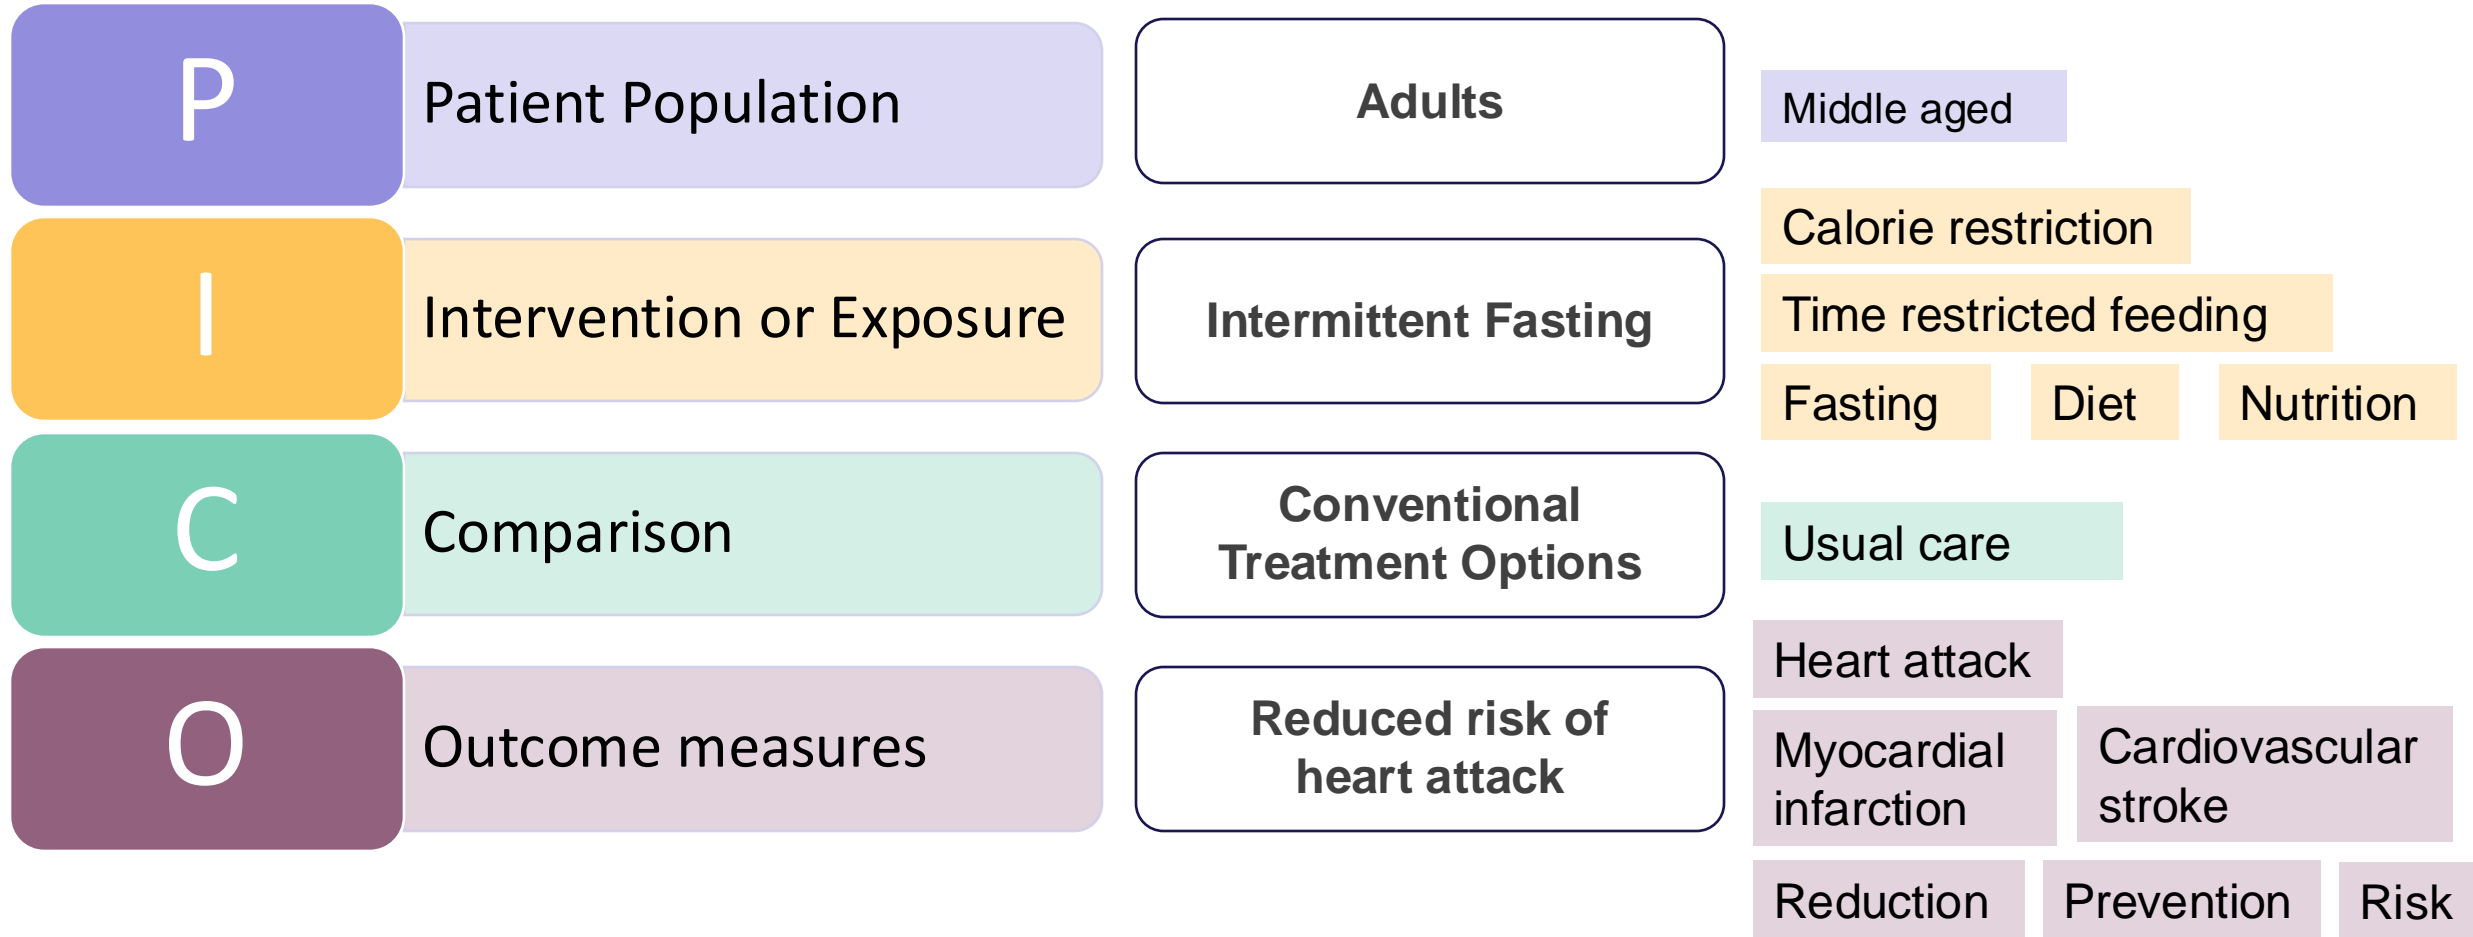 P
Patient Population
Adults
Middle aged
I
Intervention or Exposure
Intermittent Fasting
Calorie restriction
Time restricted feeding
Fasting
Diet
Nutrition
C
Comparison
Conventional
Treatment Options
Usual care
O
Outcome measures
Reduced risk of
heart attack
Heart attack
Myocardial
infarction
Cardiovascular
stroke
Reduction
Prevention
Risk